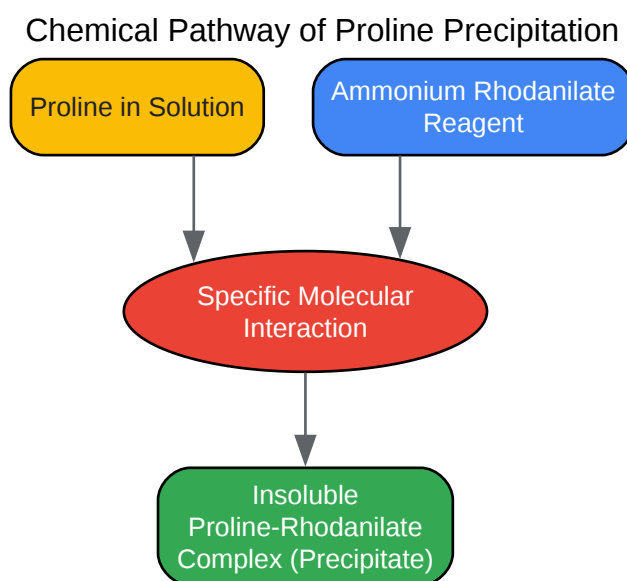 Chemical Pathway of Proline Precipitation
Proline in Solution
Ammonium Rhodanilate
Reagent
Specific Molecular
Interaction
Insoluble
Proline-Rhodanilate
Complex (Precipitate)